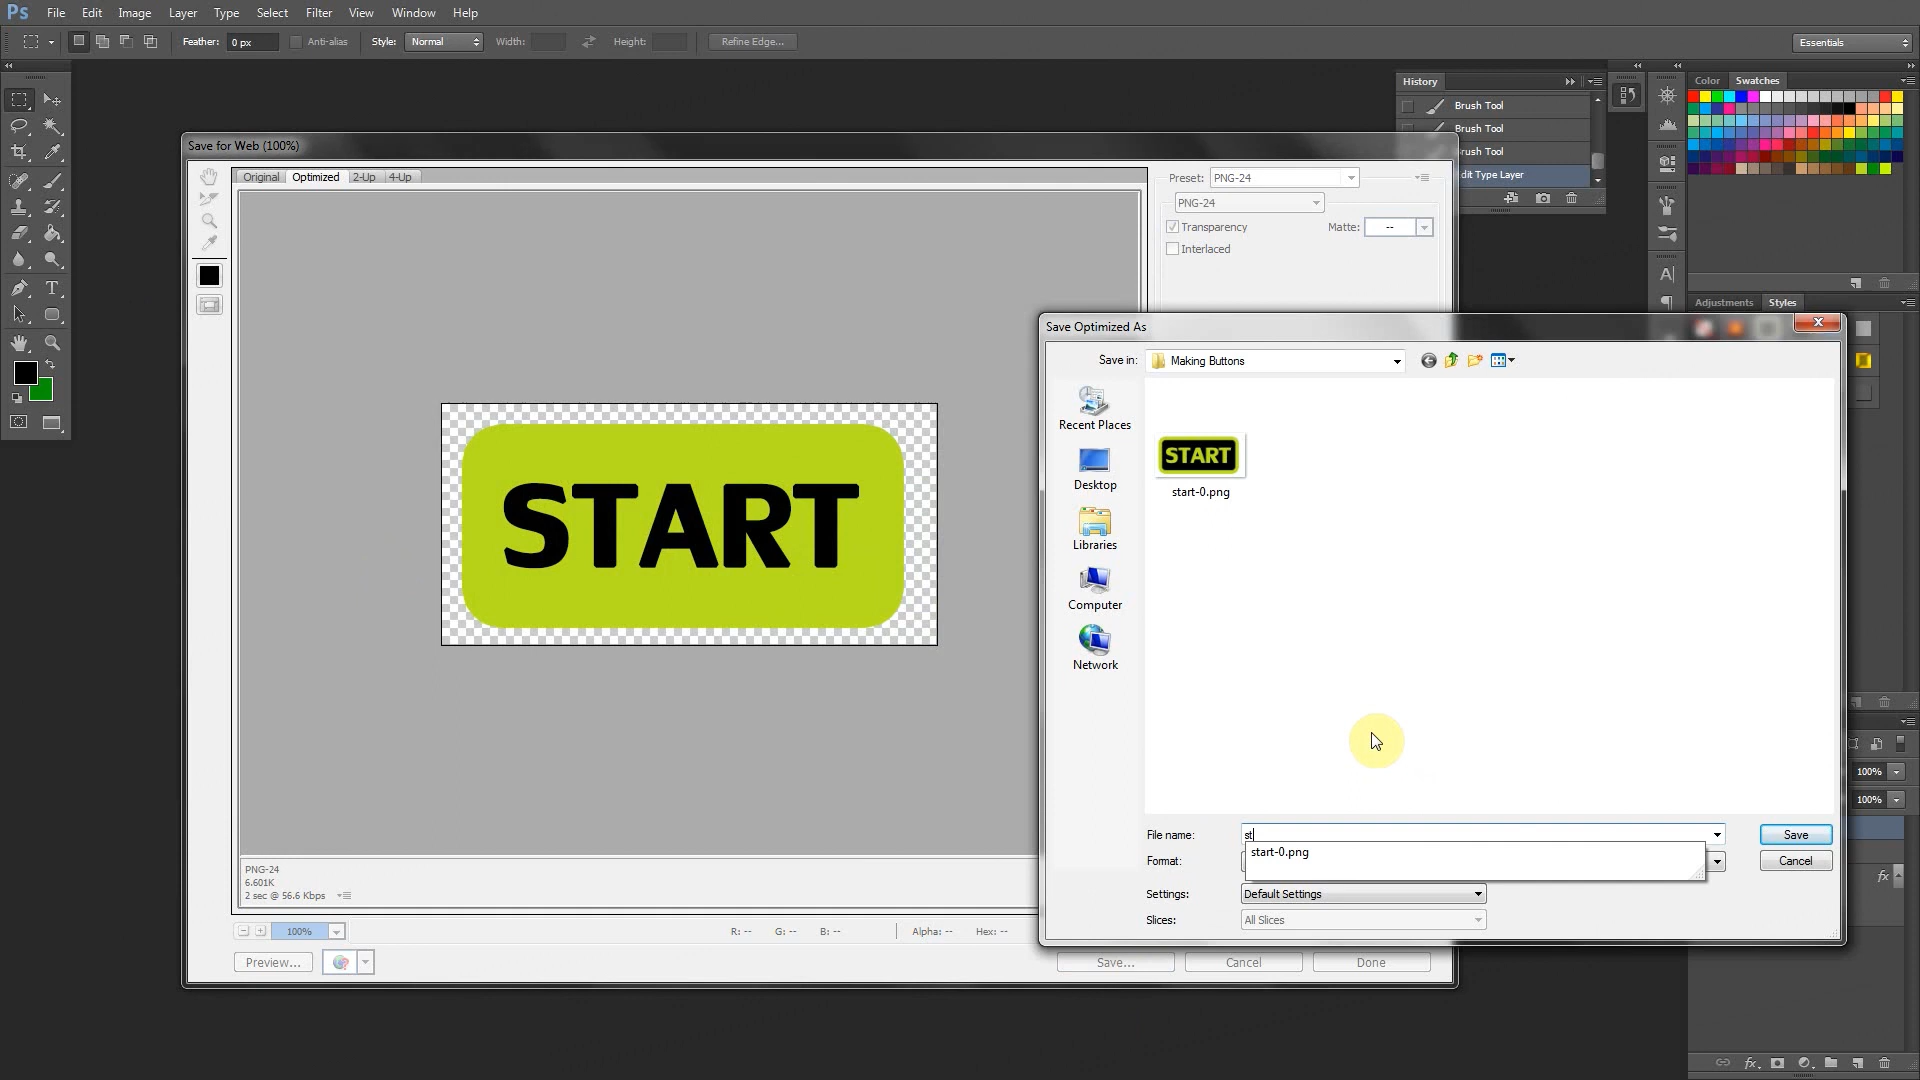 Ps File Edit Image Layer Type Select Filter View Window Help
Feather: 0 px Anti-alias Style: Normal Width: Height: Refine Edge... Essentials
History
Brush Tool
Brush Tool
rush Tool
dit Type Layer
Color Swatches
Adjustments Styles
Save for Web (100%)
Original Optimized 2-Up 4-Up
Preset: PNG-24
PNG-24
Transparency Matte: --
Interlaced
START
PNG-24
6.601K
2 sec @ 56.6 Kbps
100% R: -- G: -- B: -- Alpha: -- Hex: --
Preview... Save... Cancel Done
Save Optimized As
Save in: Making Buttons
Recent Places
Desktop
Libraries
Computer
Network
START
start-0.png
File name: st Save
start-0.png
Format: Cancel
Settings: Default Settings
Slices: All Slices
100%
100%
fx
fx